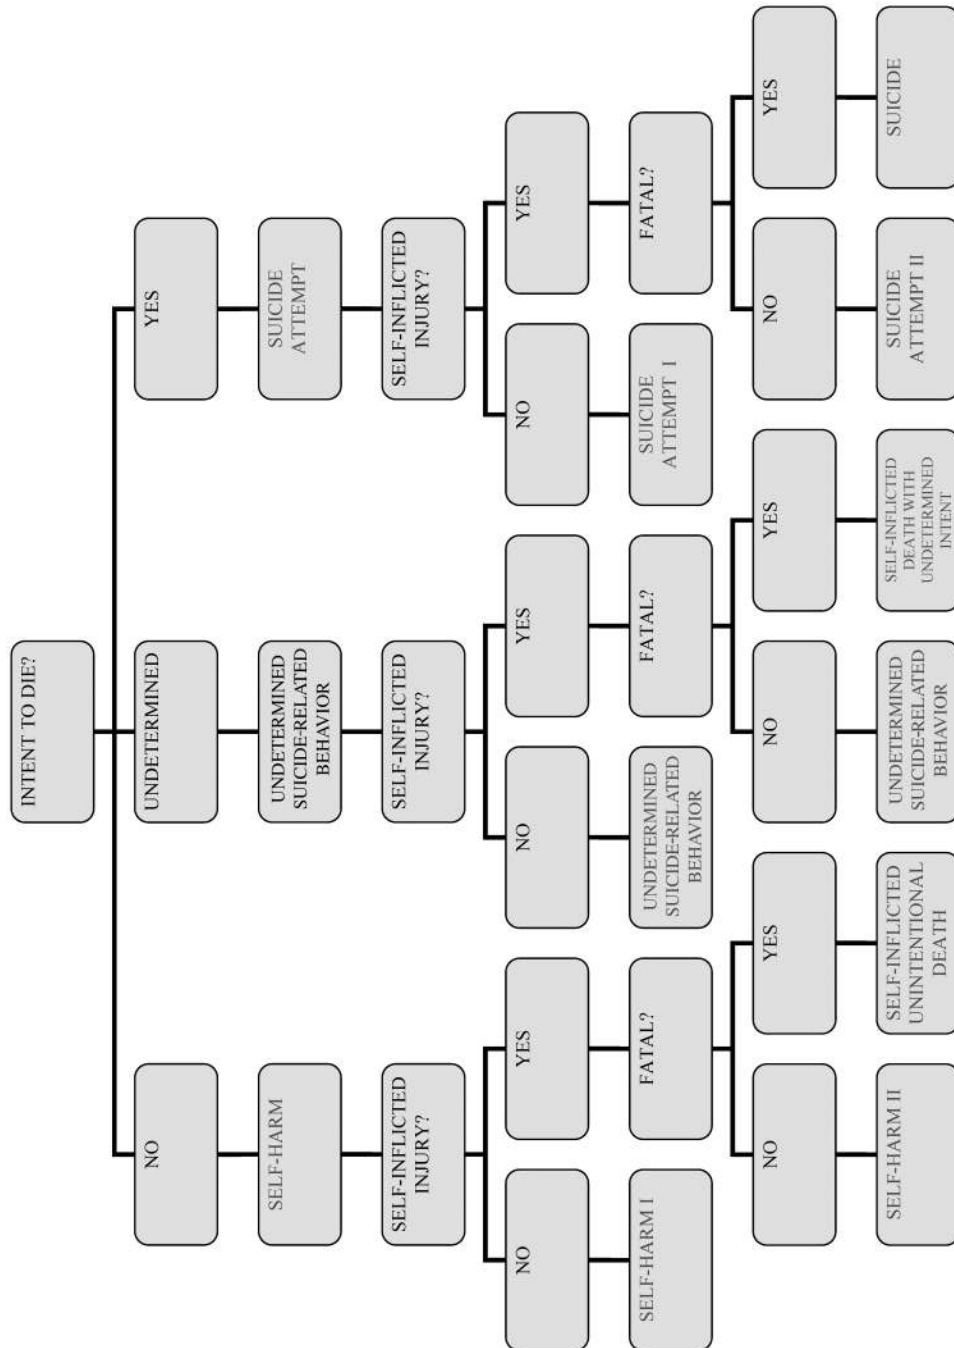 INTENT TO DIE?
NO
UNDETERMINED
YES
SELF-HARM
UNDETERMINED
SUICIDE-RELATED
BEHAVIOR
SUICIDE
ATTEMPT
SELF-INFLICTED
INJURY?
SELF-INFLICTED
INJURY?
SELF-INFLICTED
INJURY?
NO
YES
NO
YES
NO
YES
SELF-HARM I
FATAL?
UNDETERMINED
SUICIDE-RELATED
BEHAVIOR
FATAL?
SUICIDE
ATTEMPT I
FATAL?
NO
YES
NO
YES
NO
YES
SELF-HARM II
SELF-INFLICTED
UNINTENTIONAL
DEATH
UNDETERMINED
SUICIDE-RELATED
BEHAVIOR
SELF-INFLICTED
DEATH WITH
UNDETERMINED
INTENT
SUICIDE
ATTEMPT II
SUICIDE